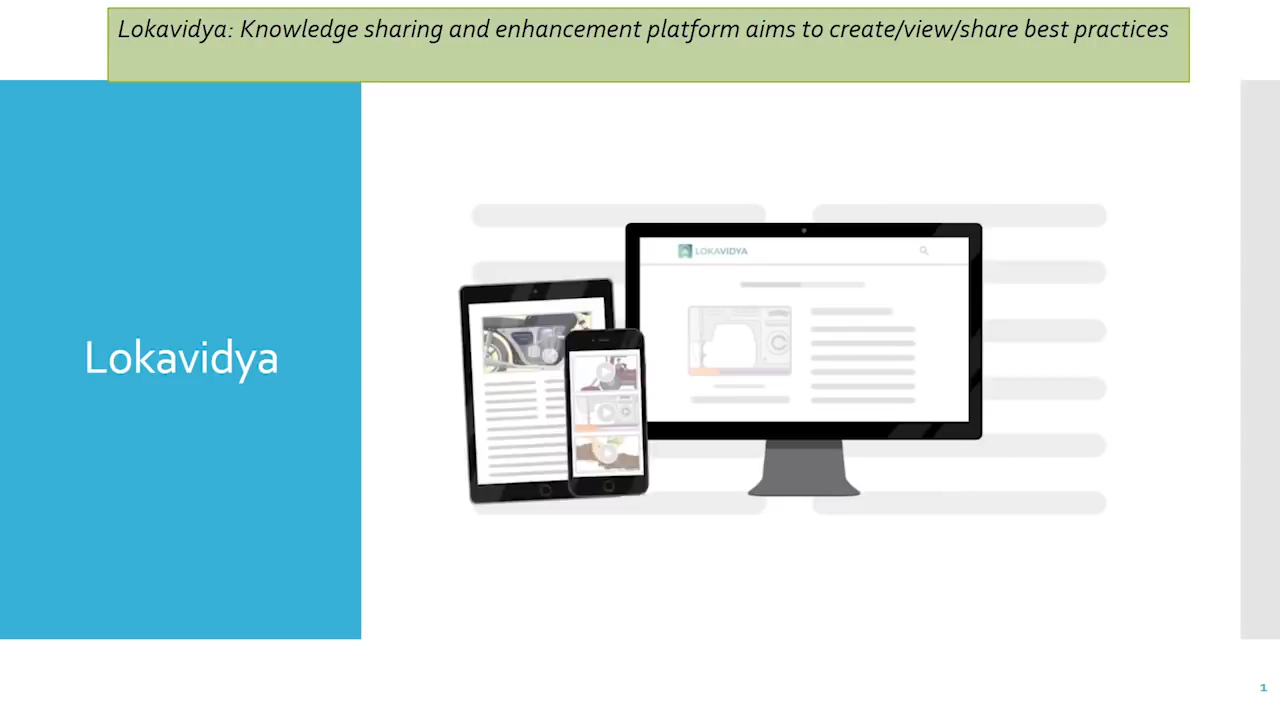 Lokavidya: Knowledge sharing and enhancement platform aims to create/view/share best practices
LOKAVIDYA
Lokavidya
1